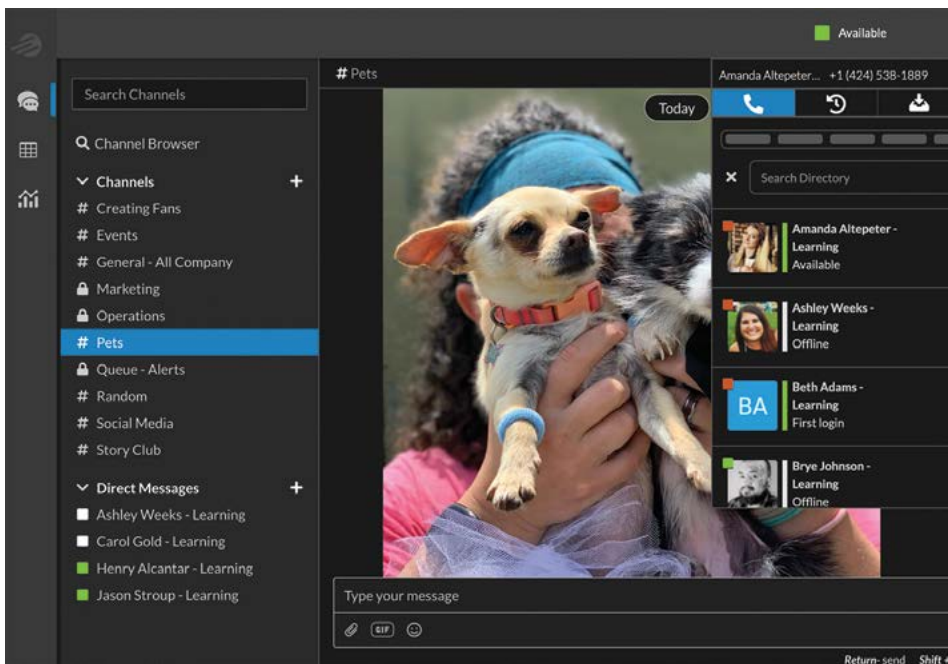 Available
Search Channels
Channel Browser
Channels
# Creating Fans
# Events
# General - All Company
Marketing
Operations
# Pets
Queue - Alerts
# Random
# Social Media
# Story Club
Direct Messages
Ashley Weeks - Learning
Carol Gold - Learning
Henry Alcantar - Learning
Jason Stroup - Learning
# Pets
Today
Type your message
GIF
Return- send Shift +
Amanda Altepeter... +1 (424) 538-1889
Search Directory
Amanda Altepeter -
Learning
Available
Ashley Weeks -
Learning
Offline
BA
Beth Adams -
Learning
First login
Brye Johnson -
Learning
Offline